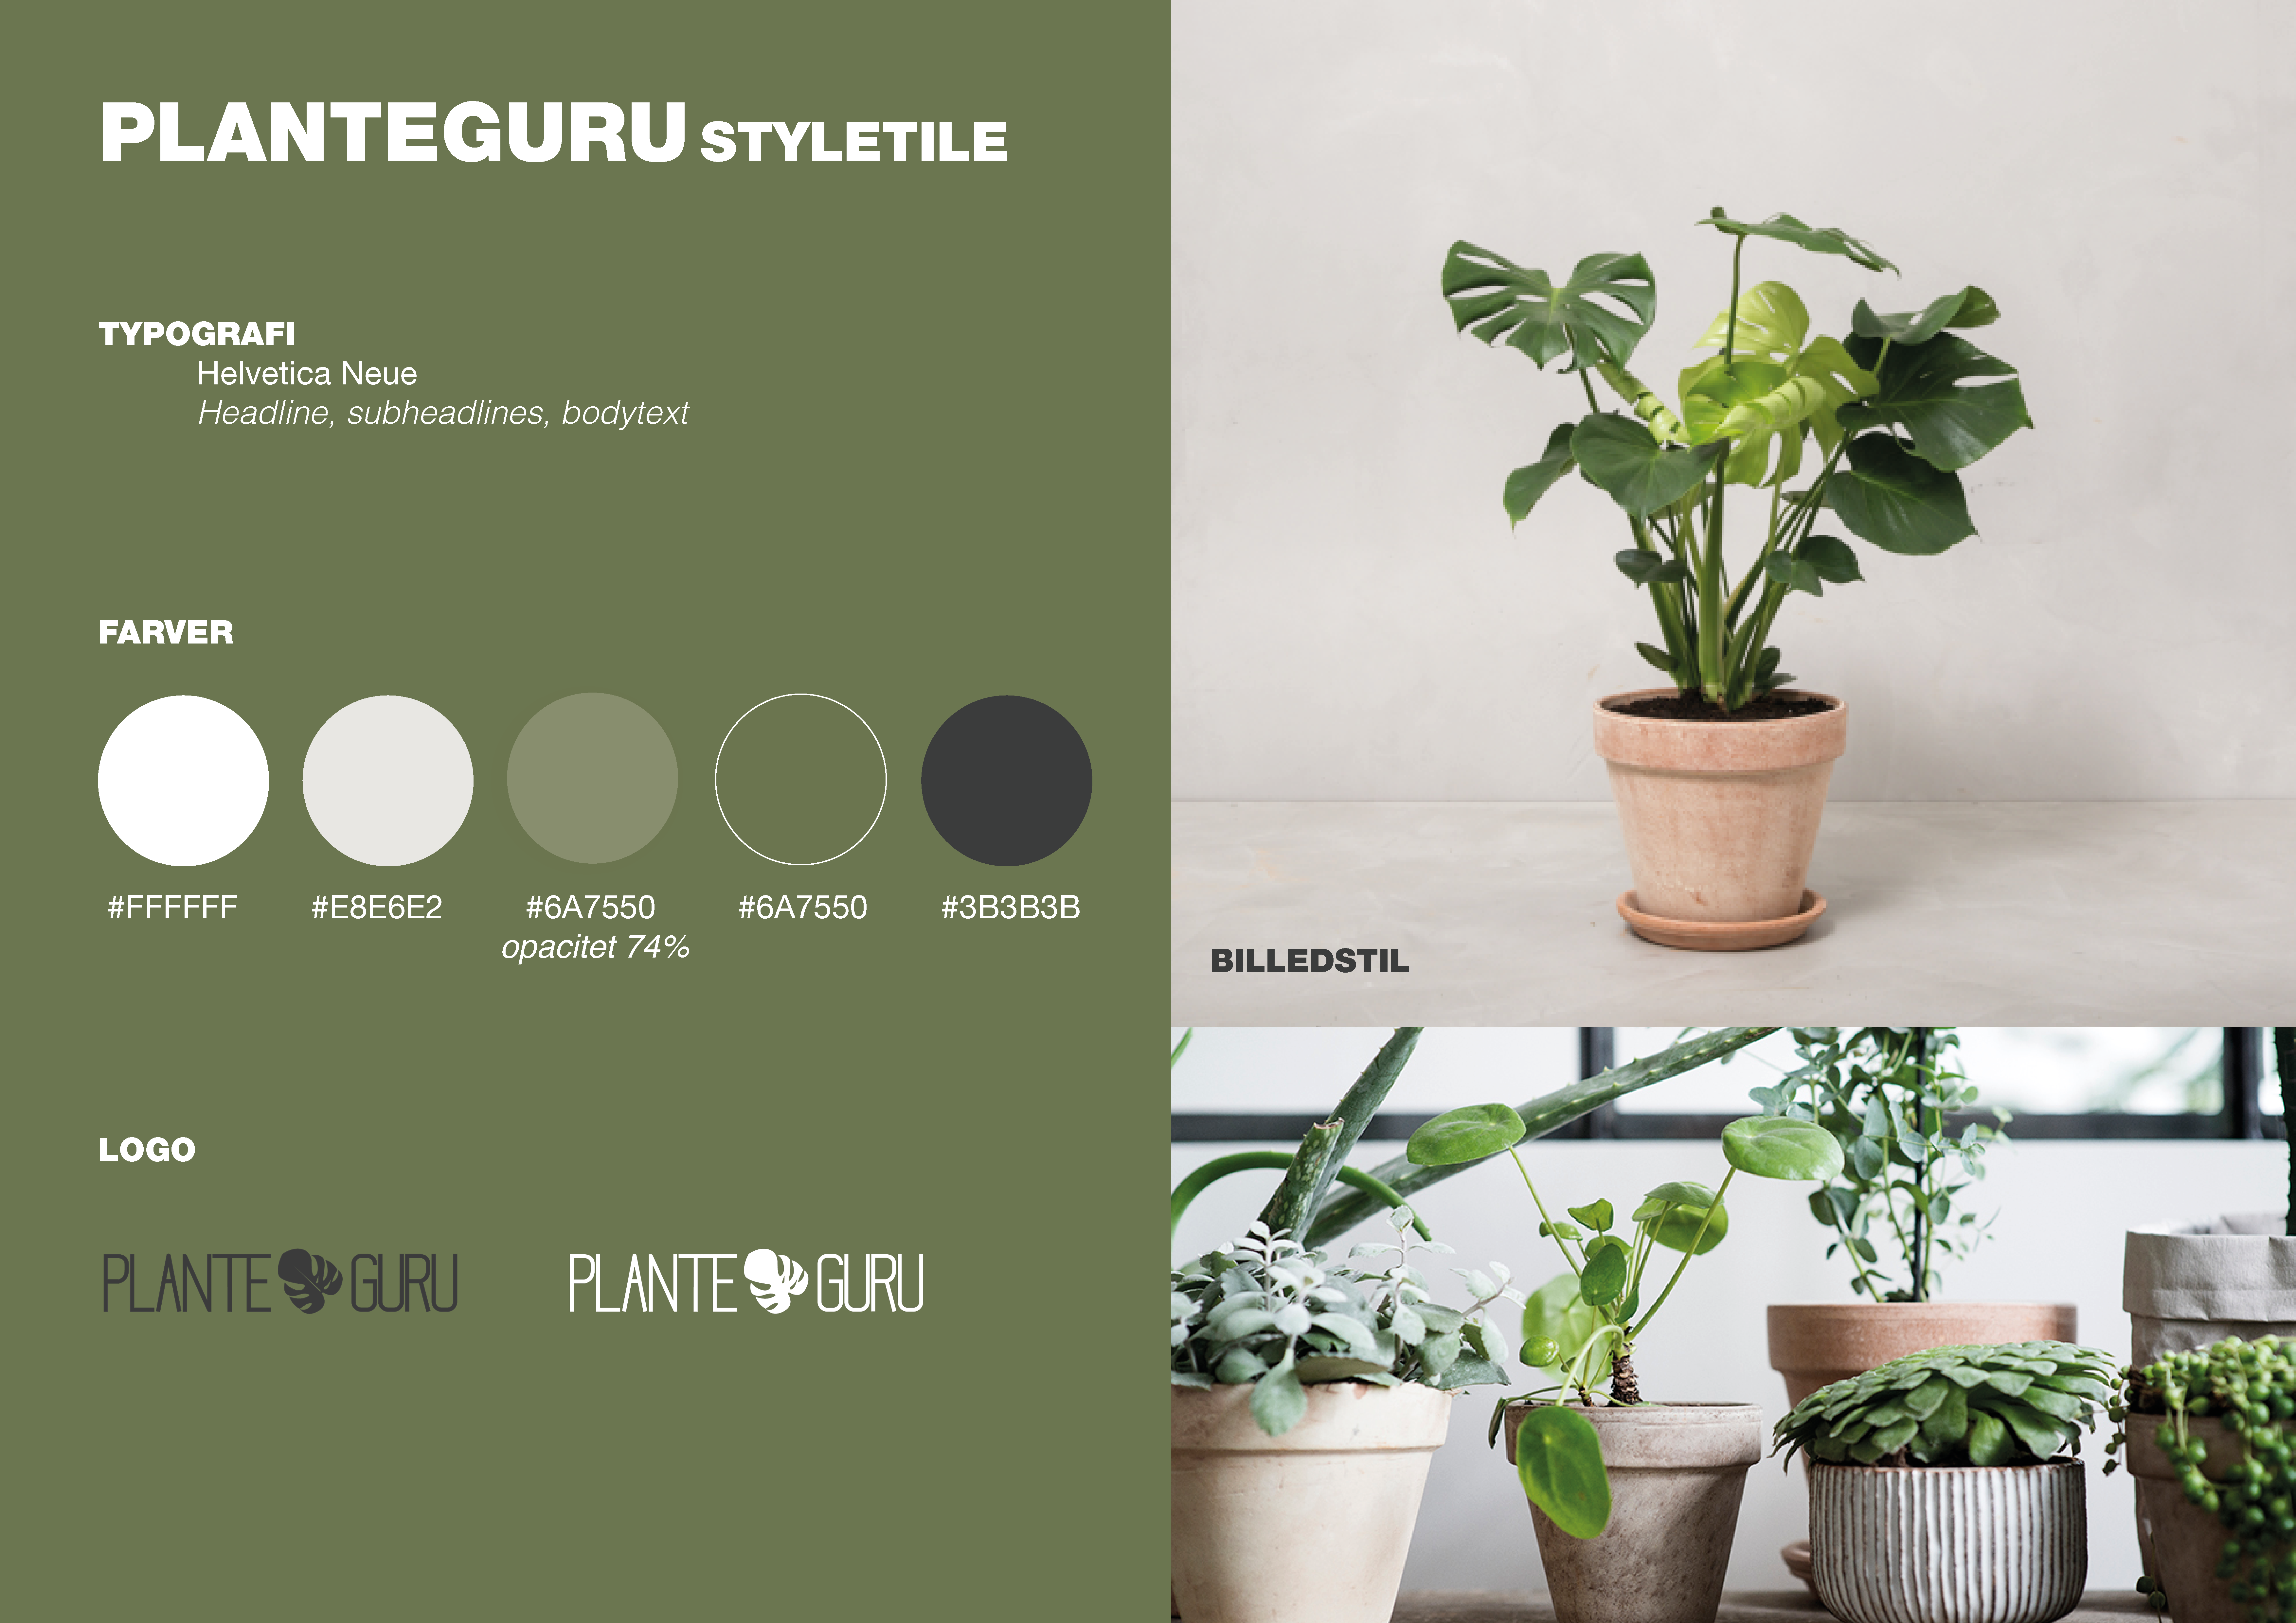 PLANTEGURU STYLETILE
TYPOGRAFI
Helvetica Neue
Headline, subheadlines, bodytext
FARVER
#FFFFFF
#E8E6E2
#6A7550
opacitet 74%
#6A7550
#3B3B3B
LOGO
PLANTE GURU
PLANTE GURU
BILLEDSTIL